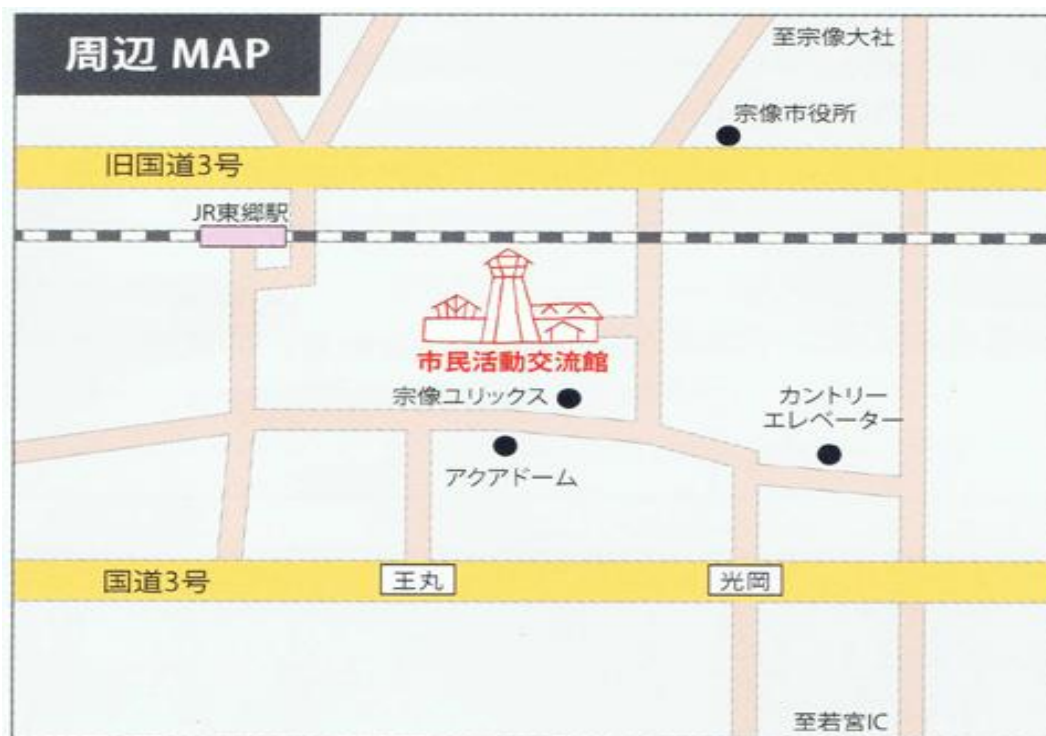 周辺 MAP
至宗像大社
宗像市役所
旧国道3号
JR東郷駅
市民活動交流館
宗像ユリックス
カントリー
エレベーター
アクアドーム
国道3号
王丸
光岡
至若宮IC